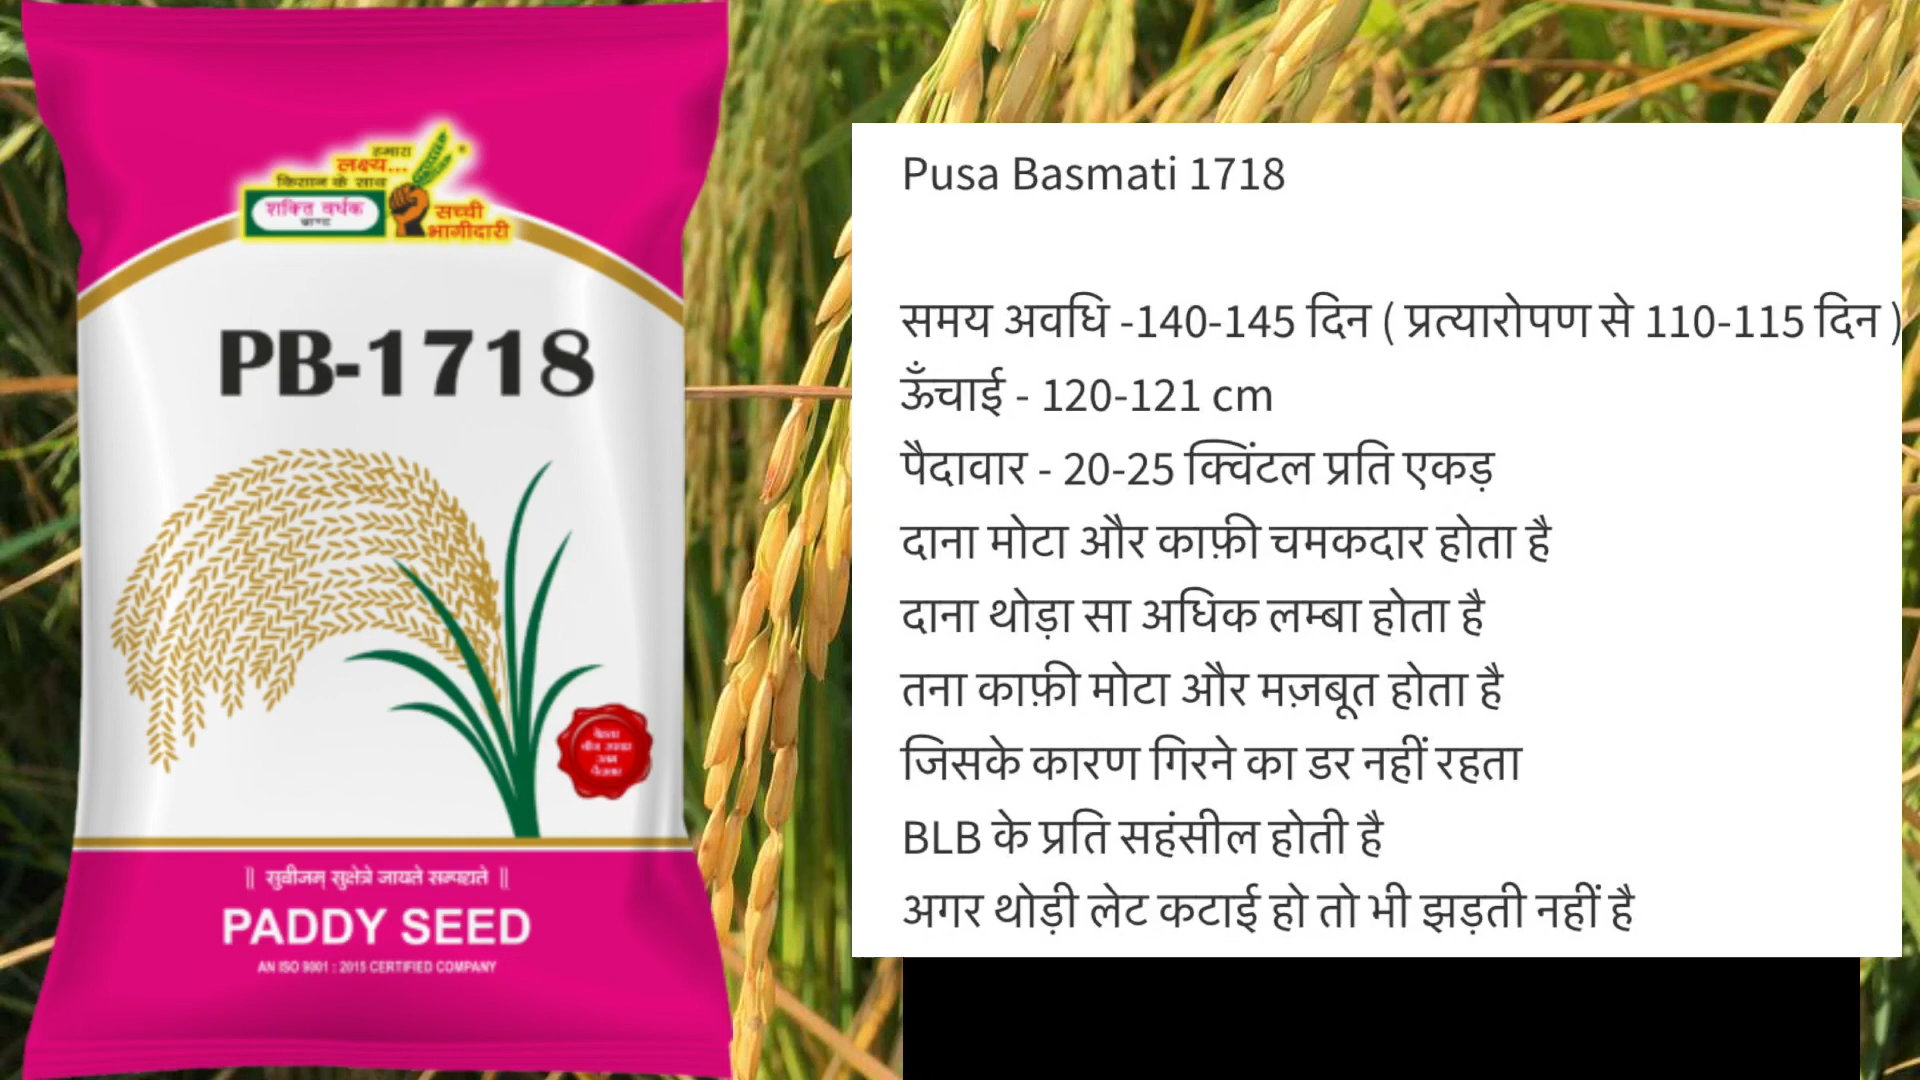 हमारा
लक्ष्य...
किसान के साथ
शक्ति वर्धक
ब्राण्ड
सच्ची
भागीदारी
PB-1718
|| सुबीजम् सुक्षेत्रे जायते सम्पद्यते ||
PADDY SEED
AN ISO 9001 : 2015 CERTIFIED COMPANY
Pusa Basmati 1718
समय अवधि -140-145 दिन ( प्रत्यारोपण से 110-115 दिन )
ऊँचाई - 120-121 cm
पैदावार - 20-25 क्विंटल प्रति एकड़
दाना मोटा और काफ़ी चमकदार होता है
दाना थोड़ा सा अधिक लम्बा होता है
तना काफ़ी मोटा और मज़बूत होता है
जिसके कारण गिरने का डर नहीं रहता
BLB के प्रति सहंसील होती है
अगर थोड़ी लेट कटाई हो तो भी झड़ती नहीं है